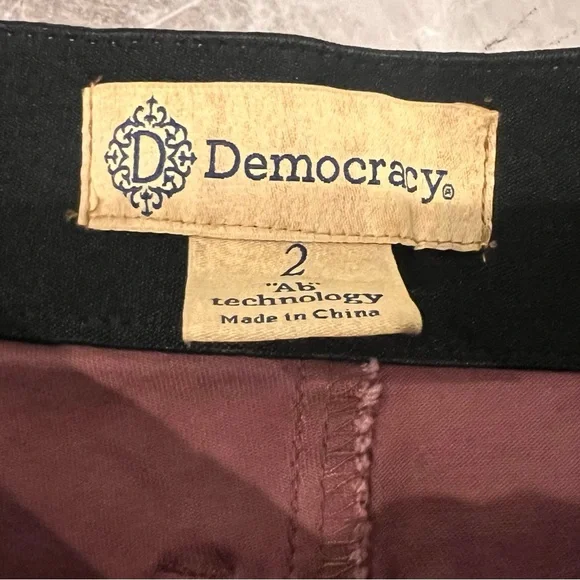 D Democracy®
2
"Ab"
technology
Made in China